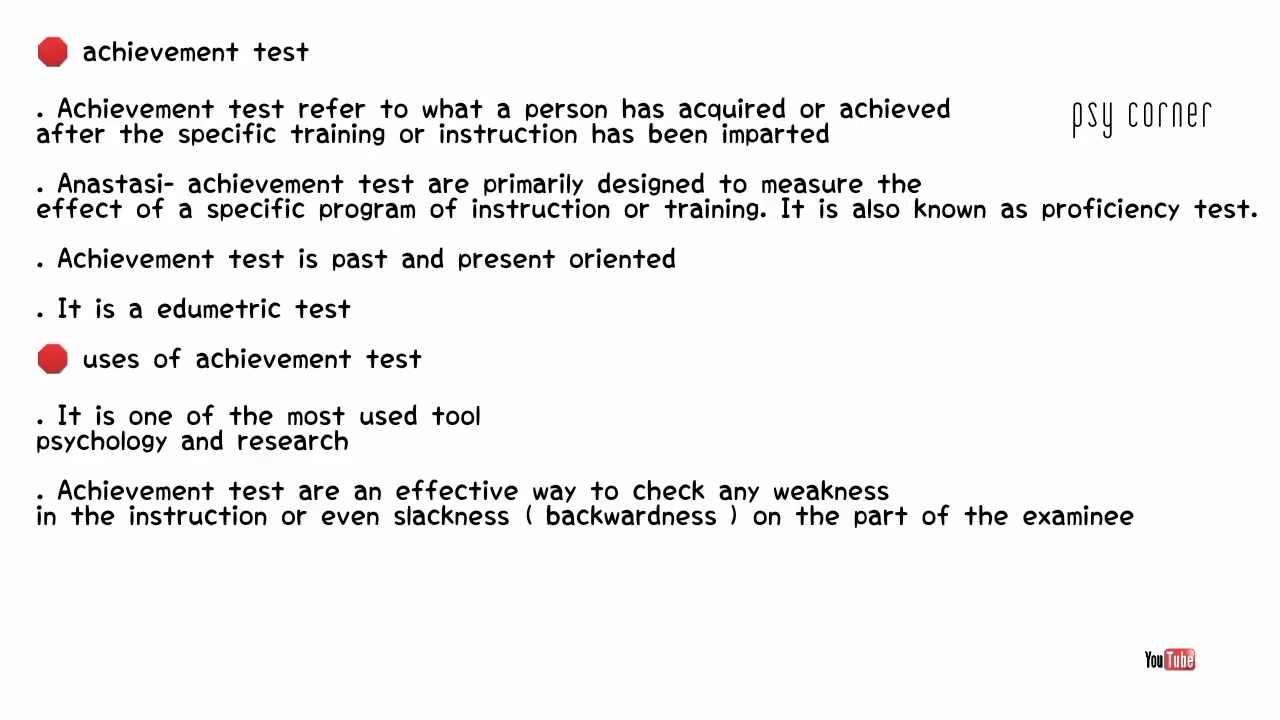 achievement test
. Achievement test refer to what a person has acquired or achieved
after the specific training or instruction has been imparted
psy corner
. Anastasi- achievement test are primarily designed to measure the
effect of a specific program of instruction or training. It is also known as proficiency test.
. Achievement test is past and present oriented
. It is a edumetric test
uses of achievement test
. It is one of the most used tool
psychology and research
. Achievement test are an effective way to check any weakness
in the instruction or even slackness ( backwardness ) on the part of the examinee
YouTube